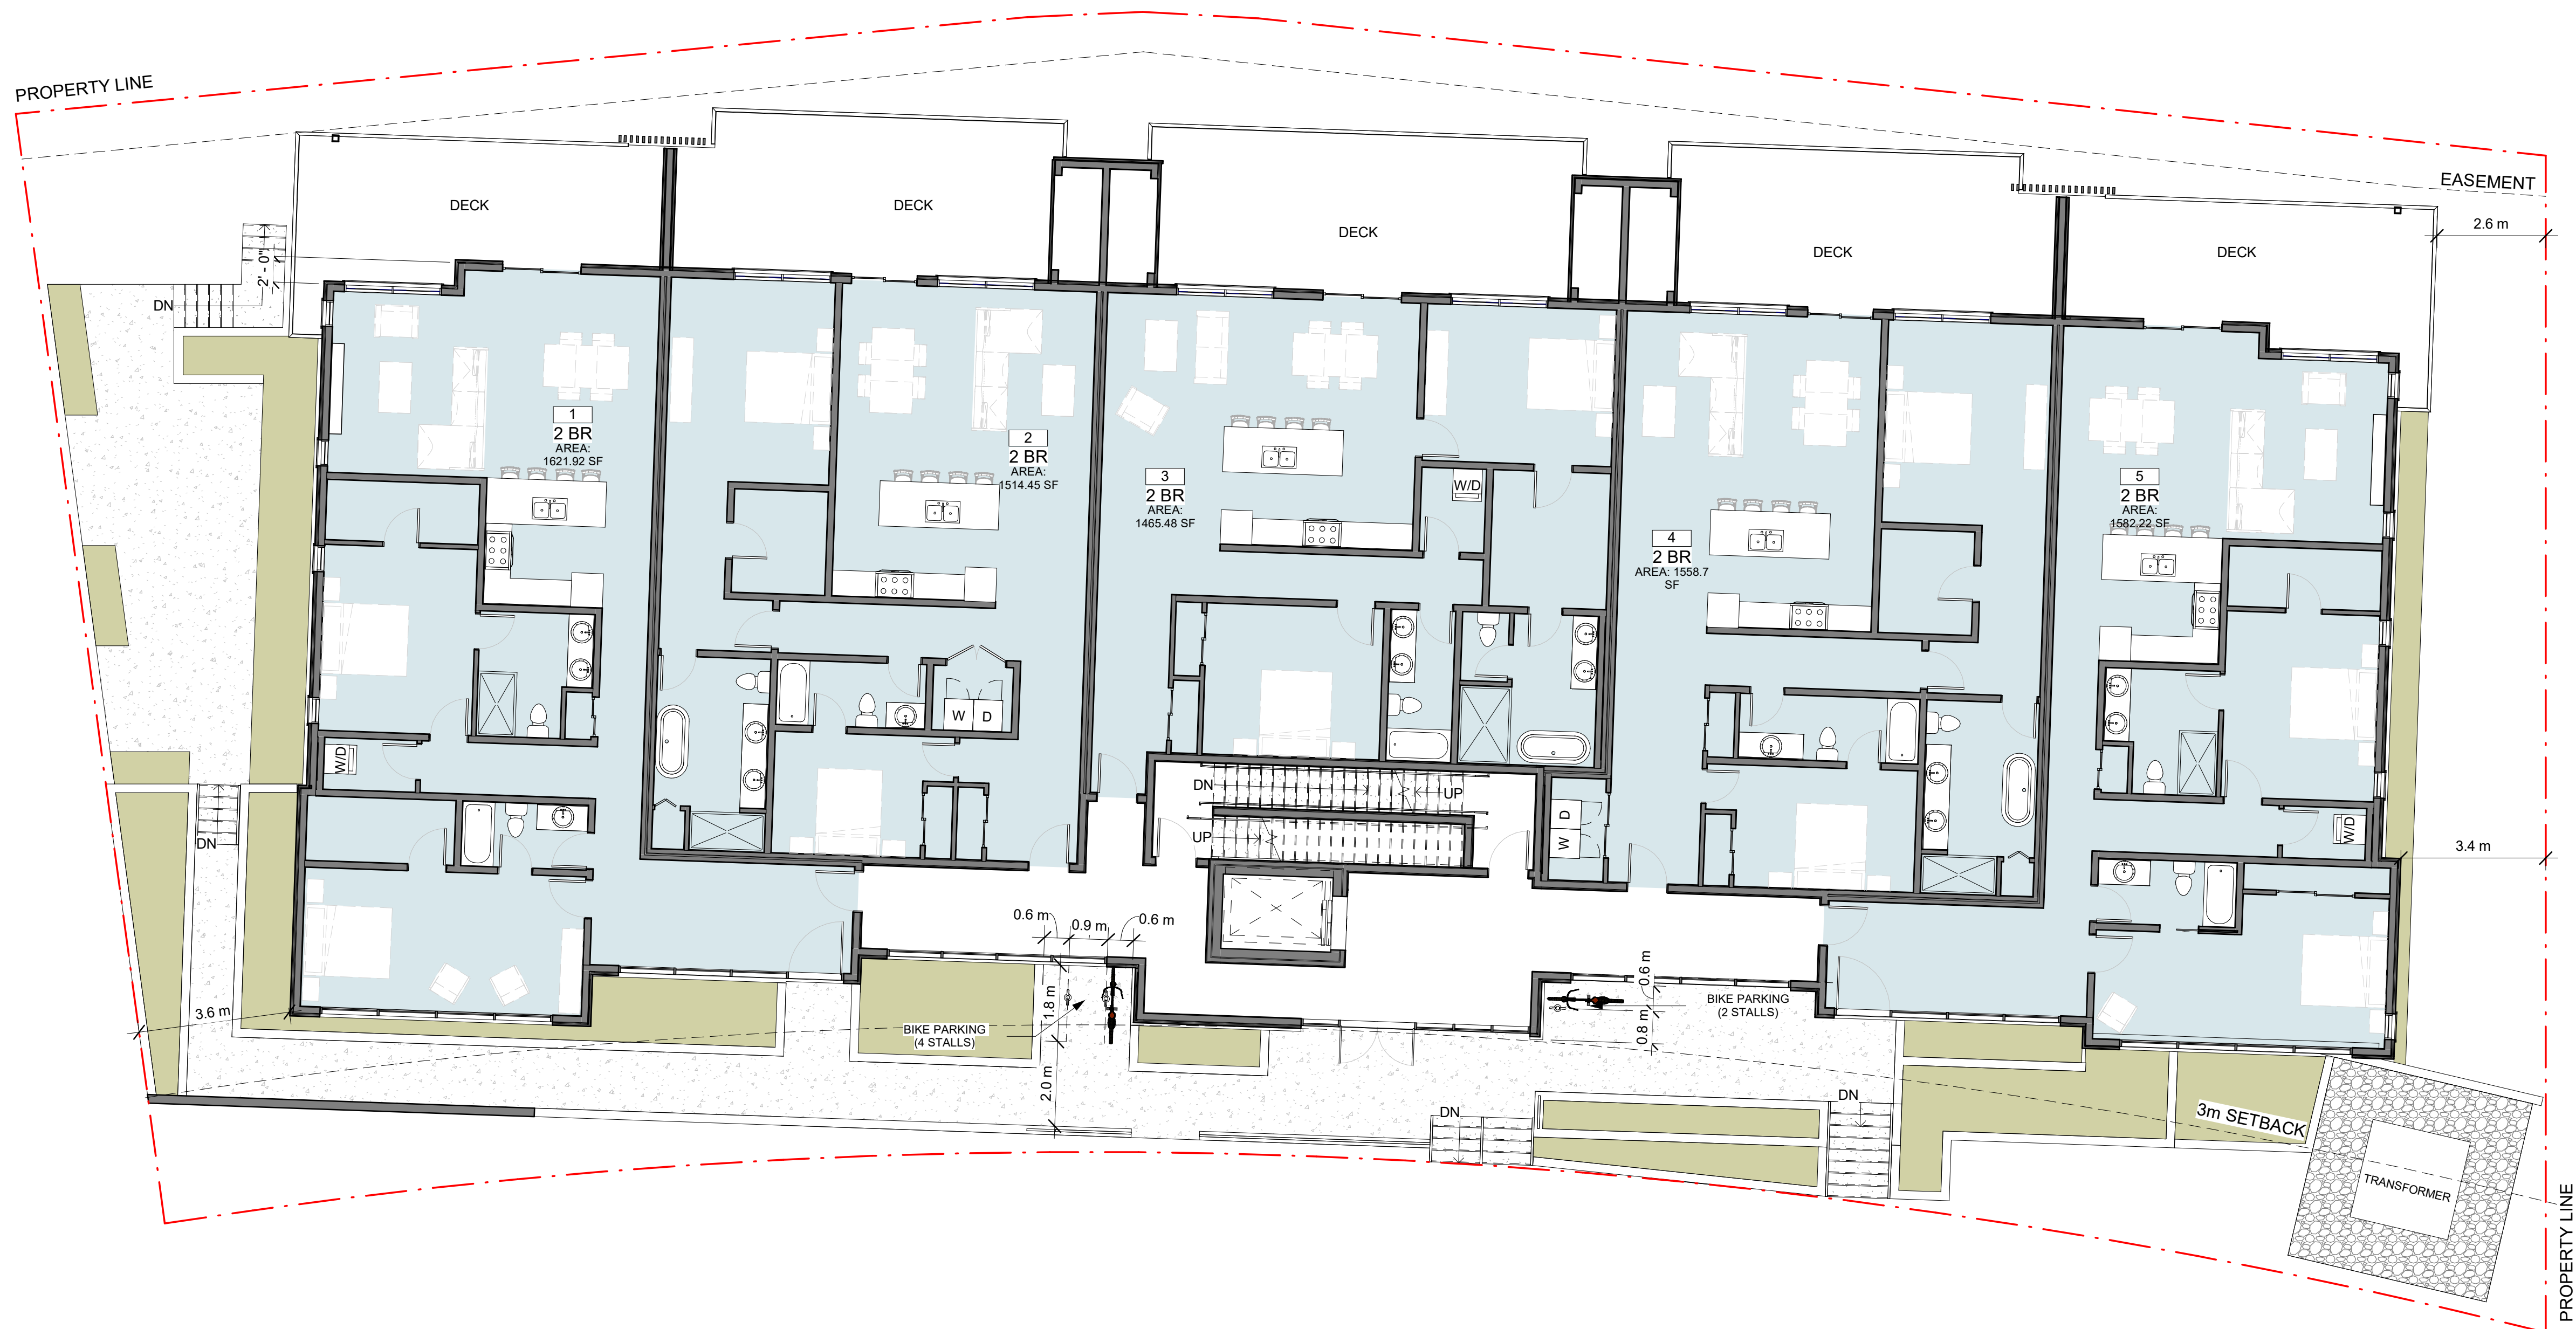 PROPERTY LINE
EASEMENT
2.6 m
DECK
DECK
DECK
DECK
DECK
2' - 0"
DN
1
2 BR
AREA:
1621.92 SF
2
2 BR
AREA:
1514.45 SF
3
2 BR
AREA:
1465.48 SF
W/D
4
2 BR
AREA: 1558.7
SF
5
2 BR
AREA:
1582.22 SF
W
D
W/D
DN
UP
UP
D
W
W/D
DN
3.4 m
0.6 m
0.9 m
0.6 m
3.6 m
1.8 m
BIKE PARKING
(4 STALLS)
2.0 m
0.6 m
0.8 m
BIKE PARKING
(2 STALLS)
DN
DN
3m SETBACK
TRANSFORMER
PROPERTY LINE